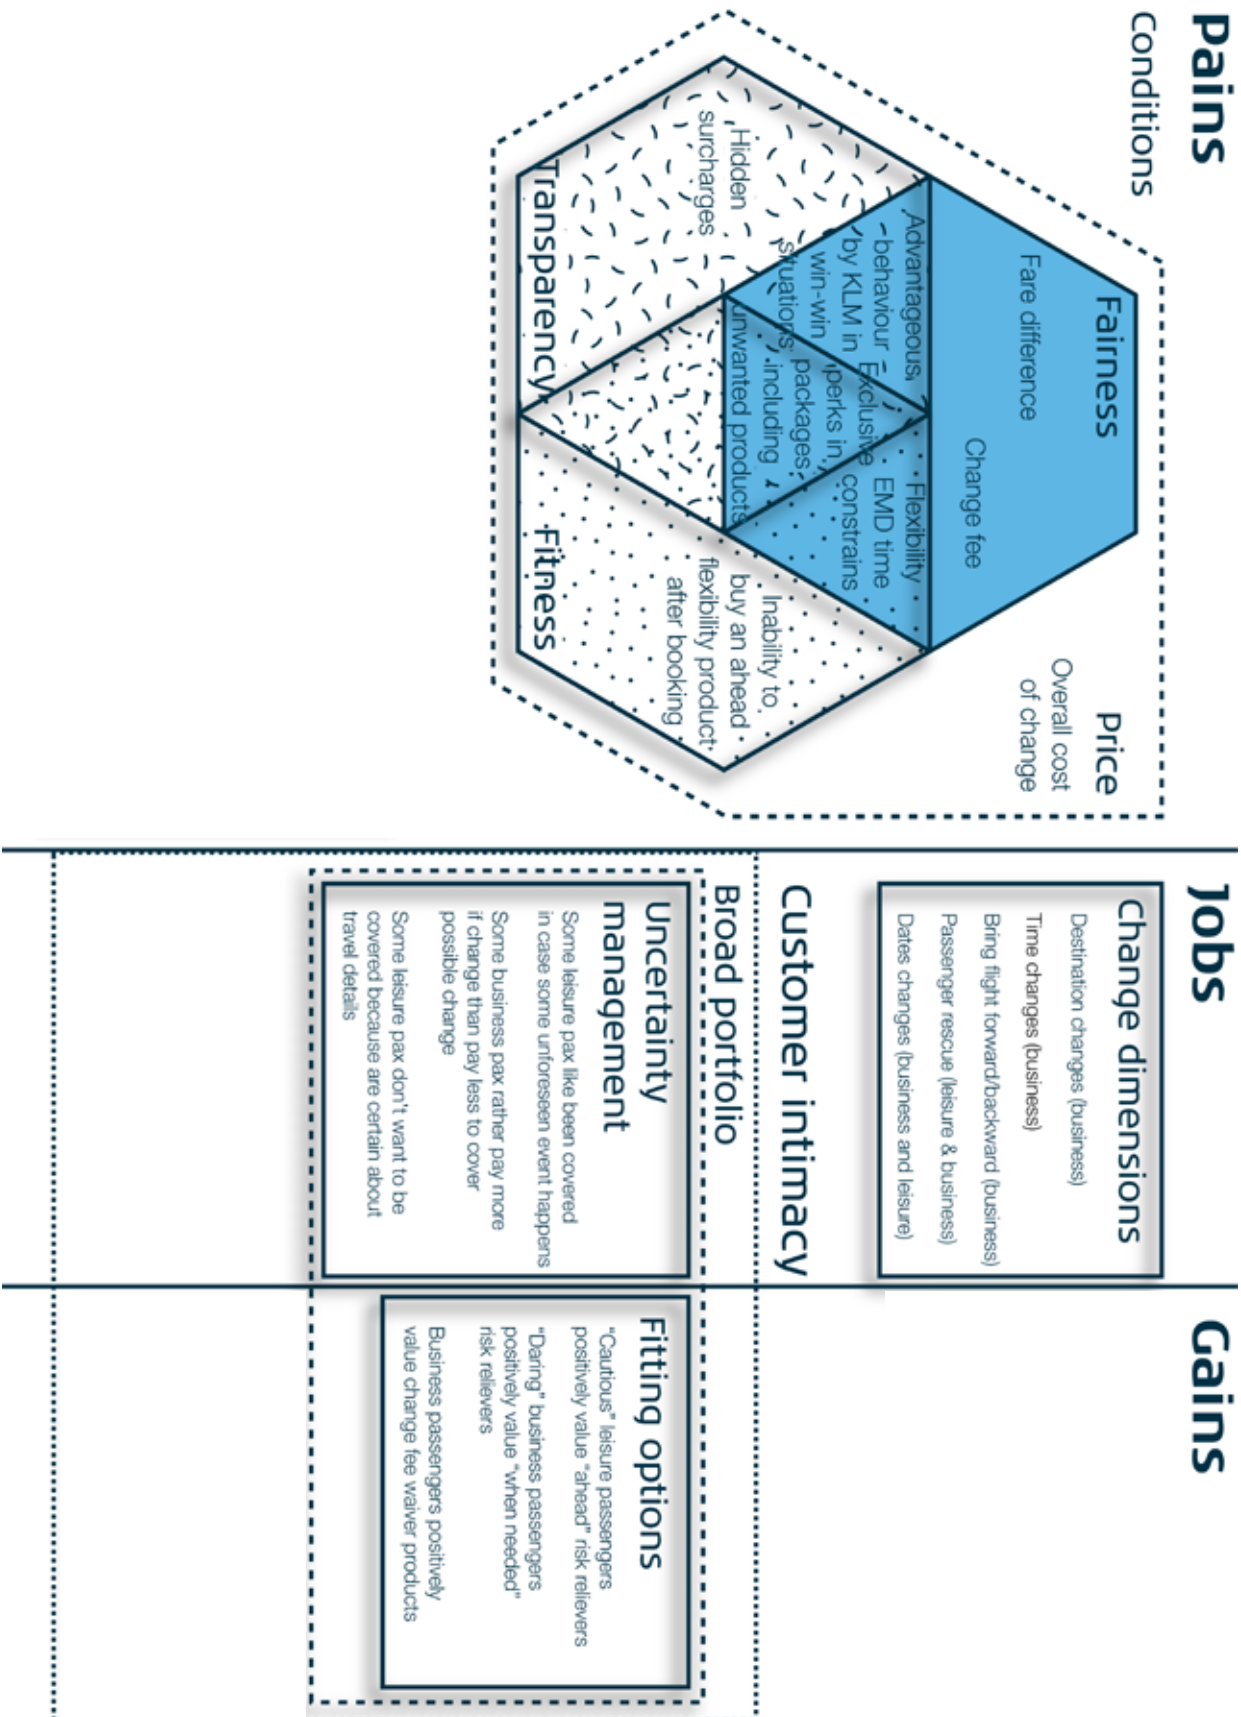 Pains
Conditions
Fairness
Fare difference
Change fee
Price
Overall cost
of change
Advantageous
behaviour
by KLM in
win-win
situations
Exclusive
perks in
packages
including
unwanted products
Flexibility
EMD time
constrains
Hidden
surcharges
Transparency
Inability to
buy an ahead
flexibility product
after booking
Fitness
Jobs
Change dimensions
Destination changes (business)
Time changes (business)
Bring flight forward/backward (business)
Passenger rescue (leisure & business)
Dates changes (business and leisure)
Customer intimacy
Broad portfolio
Uncertainty
management
Some leisure pax like been covered
in case some unforeseen event happens
Some business pax rather pay more
if change than pay less to cover
possible change
Some leisure pax don't want to be
covered because are certain about
travel details
Gains
Fitting options
"Cautious" leisure passengers
positively value "ahead" risk relievers
"Daring" business passengers
positively value "when needed"
risk relievers
Business passengers positively
value change fee waiver products